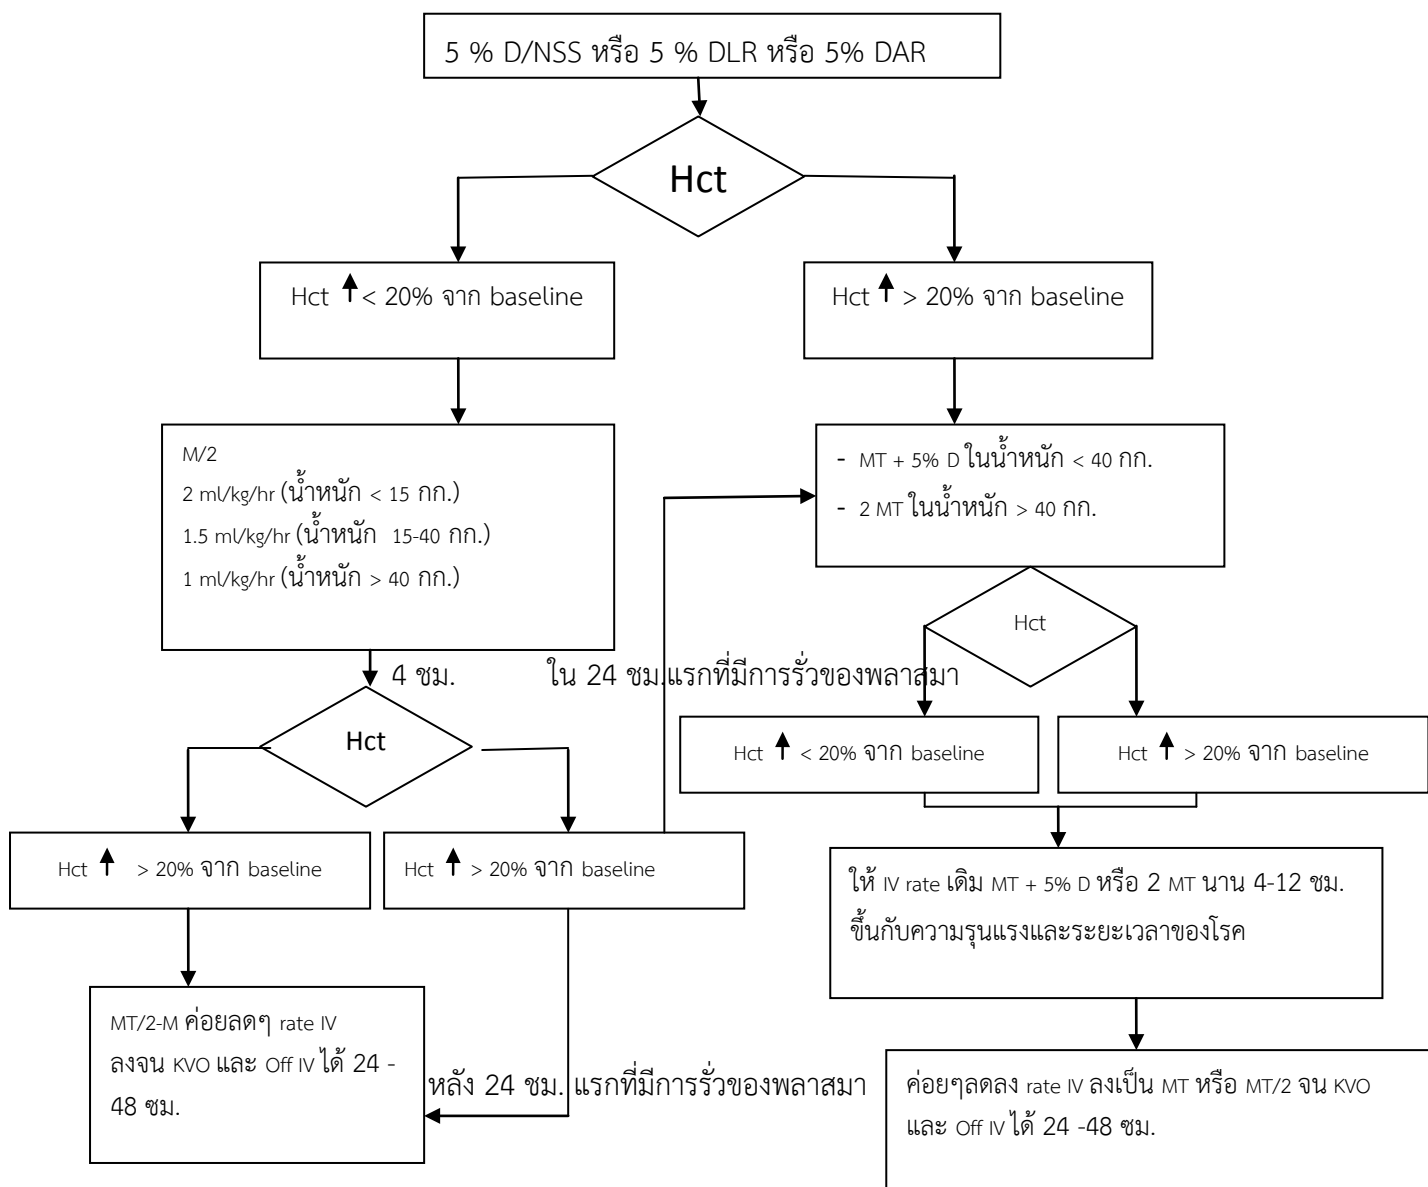 5 % D/NSS หรือ 5 % DLR หรือ 5% DAR
Hct
Hct ↑ < 20% จาก baseline
Hct ↑ > 20% จาก baseline
M/2
2 ml/kg/hr (น้ำหนัก < 15 กก.)
1.5 ml/kg/hr (น้ำหนัก 15-40 กก.)
1 ml/kg/hr (น้ำหนัก > 40 กก.)
- MT + 5% D ในน้ำหนัก < 40 กก.
- 2 MT ในน้ำหนัก > 40 กก.
Hct
4 ชม.
ใน 24 ชม.แรกที่มีการรั่วของพลาสมา
Hct
Hct ↑ < 20% จาก baseline
Hct ↑ > 20% จาก baseline
Hct ↑ > 20% จาก baseline
Hct ↑ > 20% จาก baseline
ให้ IV rate เดิม MT + 5% D หรือ 2 MT นาน 4-12 ชม.
ขึ้นกับความรุนแรงและระยะเวลาของโรค
MT/2-M ค่อยลดๆ rate IV
ลงจน KVO และ Off IV ได้ 24 -
48 ซม.
หลัง 24 ชม. แรกที่มีการรั่วของพลาสมา
ค่อยๆลดลง rate IV ลงเป็น MT หรือ MT/2 จน KVO
และ Off IV ได้ 24 -48 ซม.